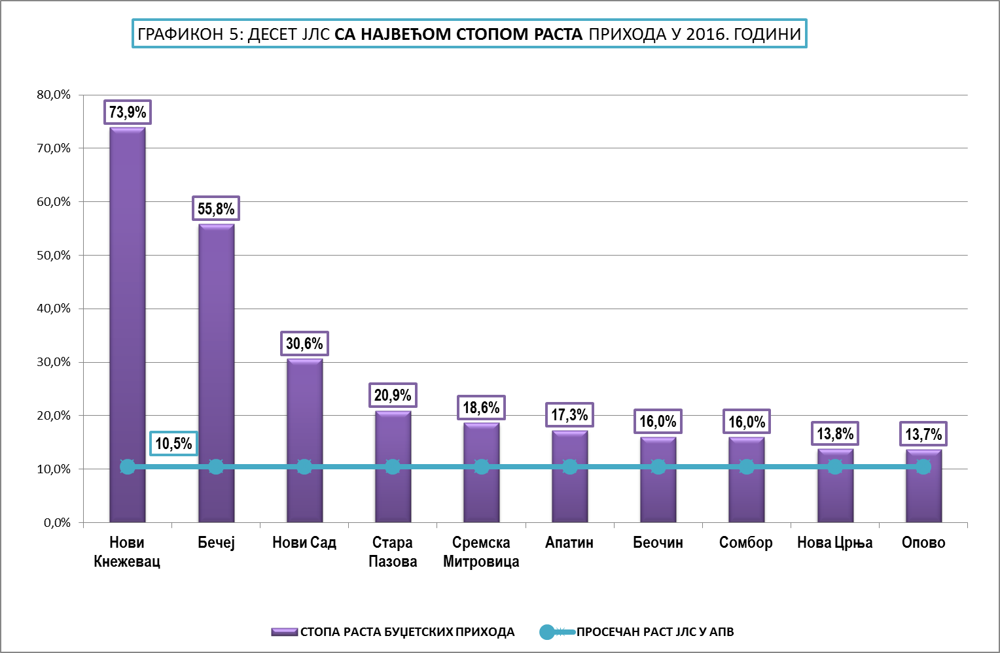 ГРАФИКОН 5: ДЕСЕТ ЈЛС СА НАЈВЕЋОМ СТОПОМ РАСТА ПРИХОДА У 2016. ГОДИНИ
80,0%
70,0%
60,0%
50,0%
40,0%
30,0%
20,0%
10,0%
0,0%
73,9%
55,8%
30,6%
20,9%
18,6%
17,3%
16,0%
16,0%
13,8%
13,7%
10,5%
Нови
Кнежевац
Бечеј
Нови Сад
Стара
Пазова
Сремска
Митровица
Апатин
Беочин
Сомбор
Нова Црња
Опово
СТОПА РАСТА БУЏЕТСКИХ ПРИХОДА
ПРОСЕЧАН РАСТ ЈЛС У АПВ